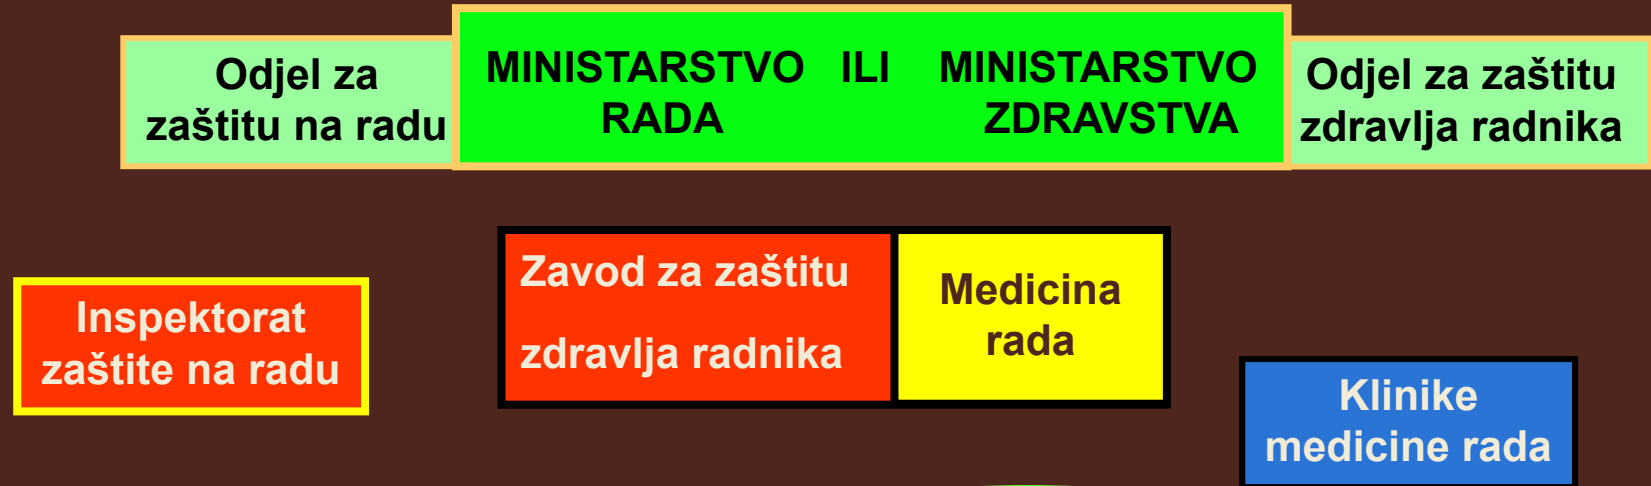 Odjel za
zaštitu na radu
MINISTARSTVO ILI MINISTARSTVO
RADA ZDRAVSTVA
Odjel za zaštitu
zdravlja radnika
Inspektorat
zaštite na radu
Zavod za zaštitu
zdravlja radnika
Medicina
rada
Klinike
medicine rada